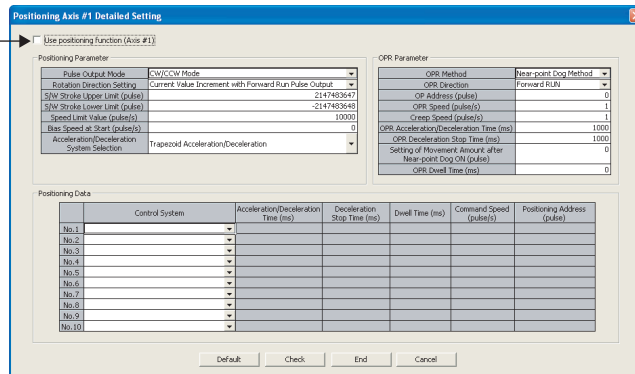 Positioning Axis #1 Detailed Setting
Use positioning function (Axis #1)
Positioning Parameter
Pulse Output Mode CW/CCW Mode
Rotation Direction Setting Current Value Increment with Forward Run Pulse Output
S/W Stroke Upper Limit (pulse) 2147483647
S/W Stroke Lower Limit (pulse) -2147483648
Speed Limit Value (pulse/s) 10000
Bias Speed at Start (pulse/s) 0
Acceleration/Deceleration
System Selection
Trapezoid Acceleration/Deceleration
OPR Parameter
OPR Method Near-point Dog Method
OPR Direction Forward RUN
OP Address (pulse) 0
OPR Speed (pulse/s) 1
Creep Speed (pulse/s) 1
OPR Acceleration/Deceleration Time (ms) 1000
OPR Deceleration Stop Time (ms) 1000
Setting of Movement Amount after
Near-point Dog ON (pulse)
0
OPR Dwell Time (ms) 0
Positioning Data
Control System
Acceleration/Deceleration
Time (ms)
Deceleration
Stop Time (ms)
Dwell Time (ms)
Command Speed
(pulse/s)
Positioning Address
(pulse)
No.1
No.2
No.3
No.4
No.5
No.6
No.7
No.8
No.9
No.10
Default Check End Cancel